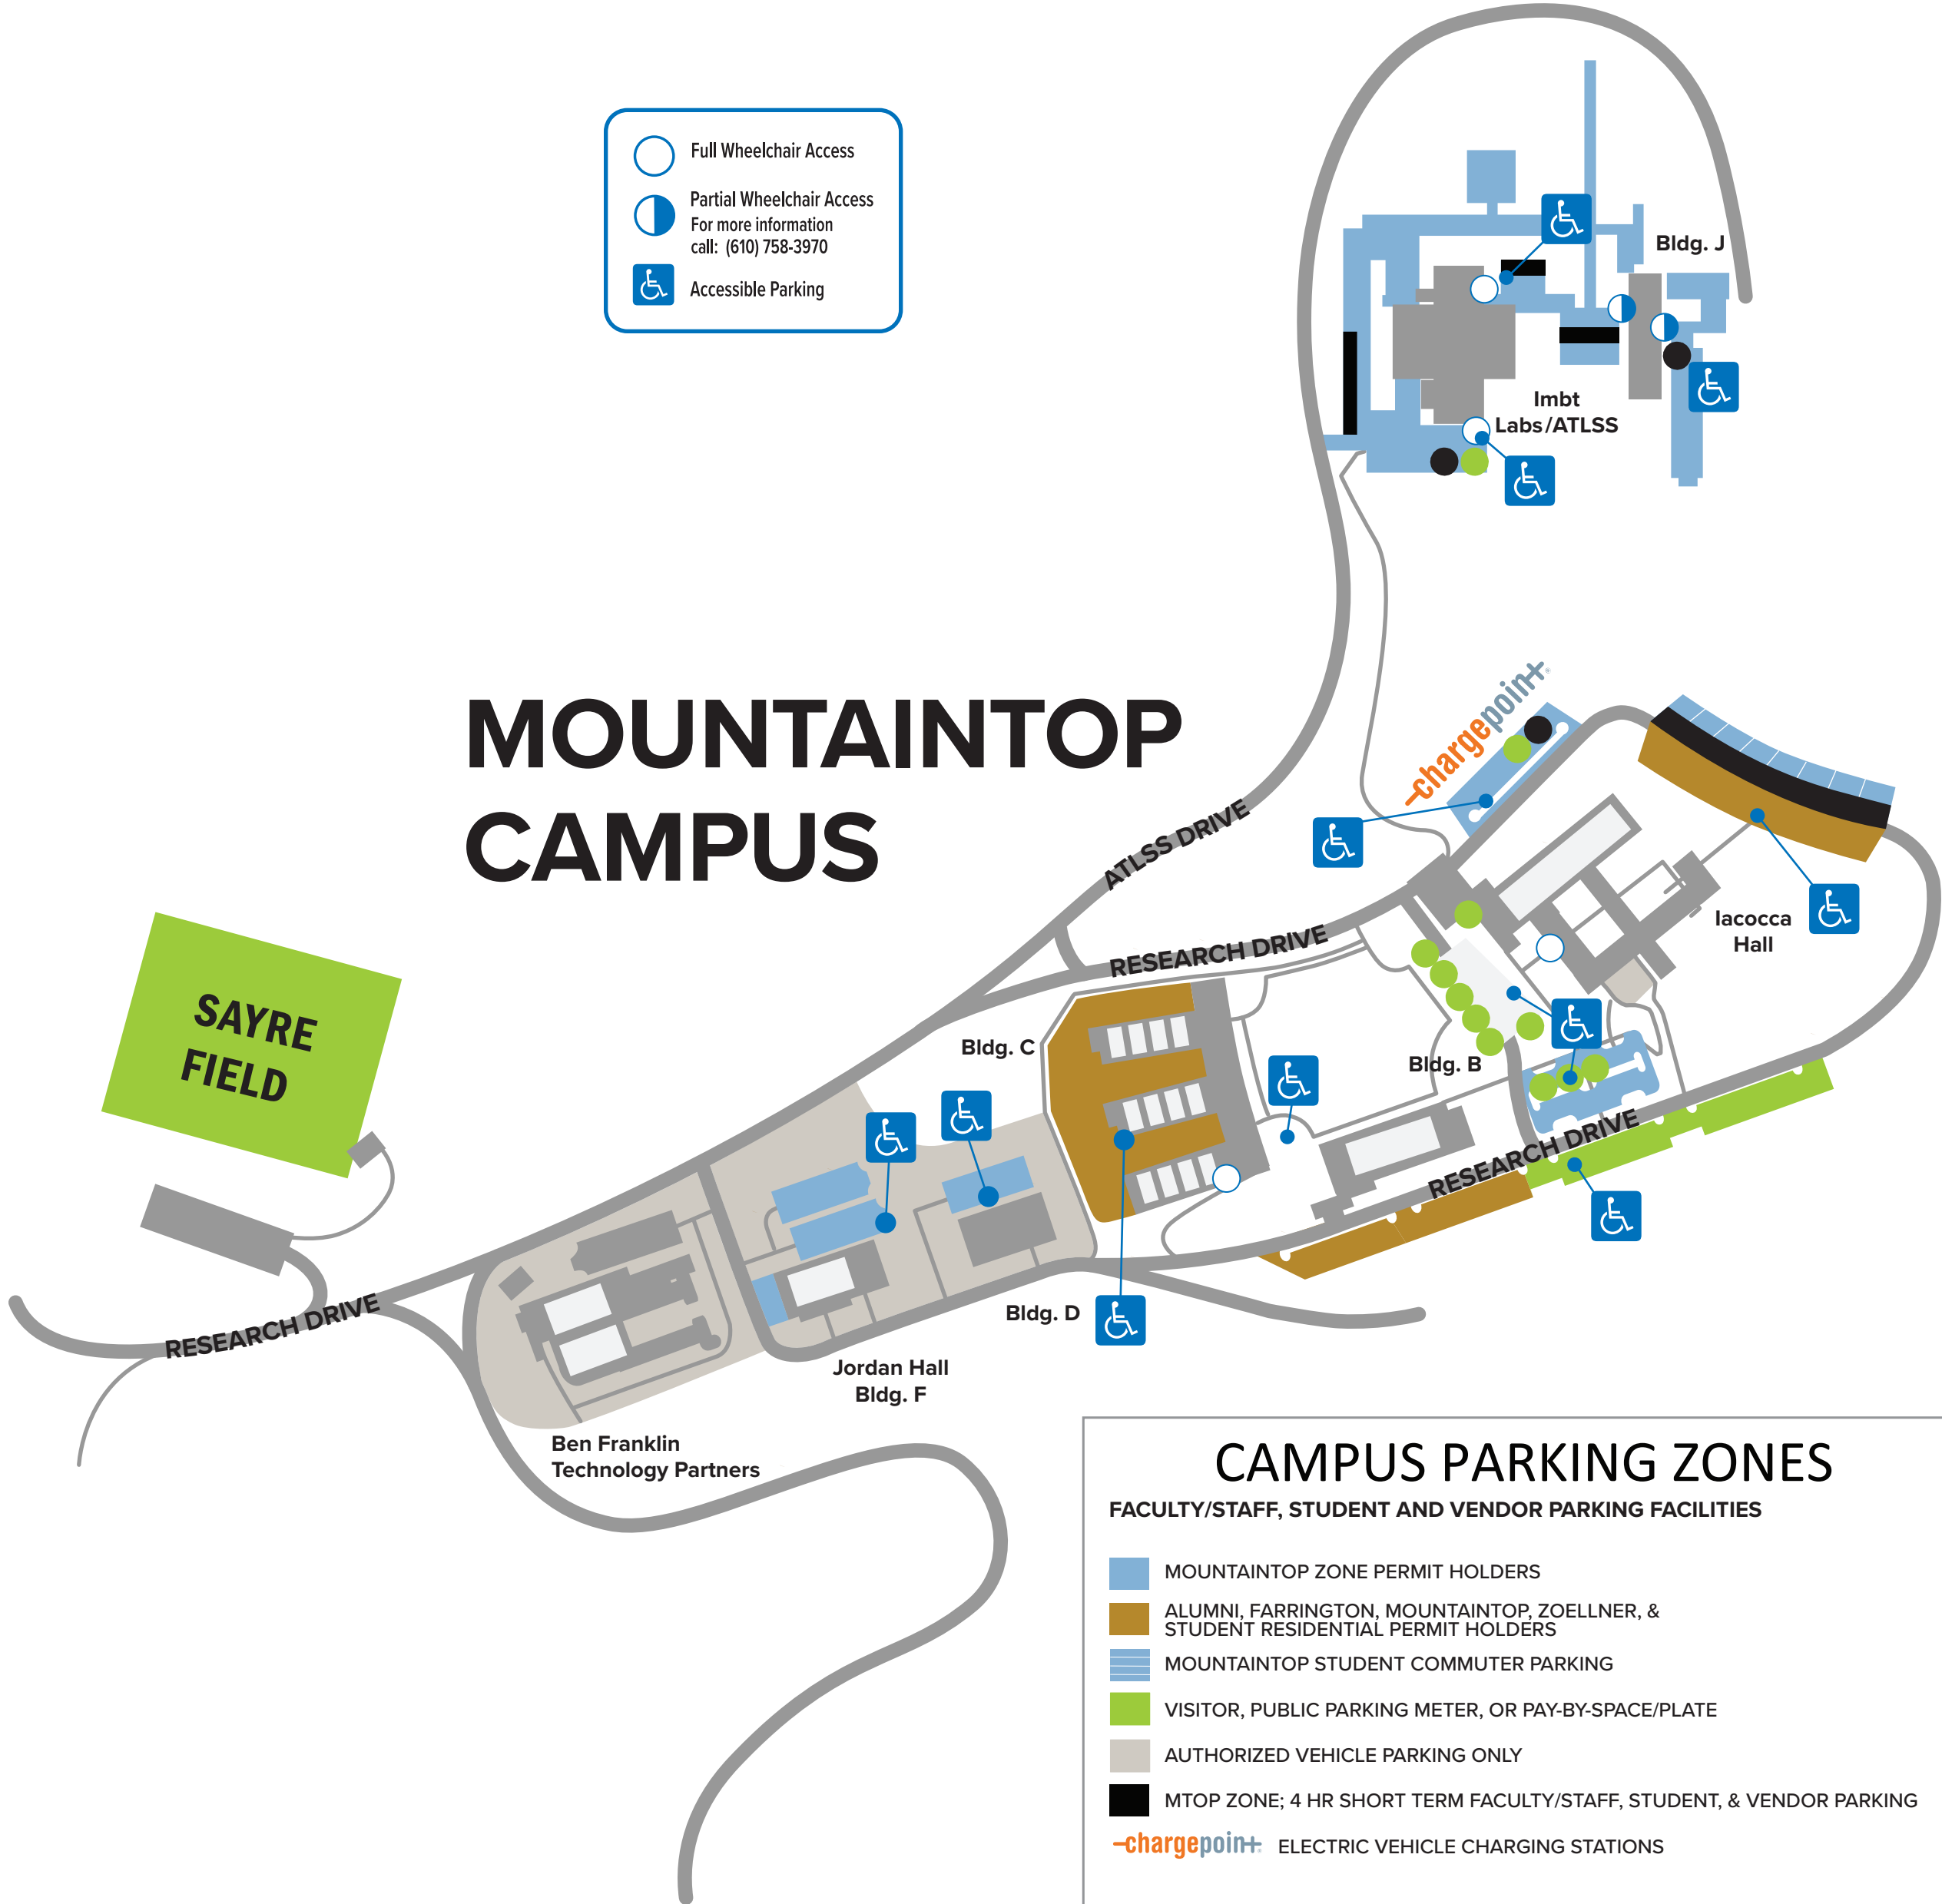 Full Wheelchair Access
Partial Wheelchair Access
For more information
call: (610) 758-3970
Accessible Parking
Bldg. J
Imbt
Labs/ATLSS
MOUNTAINTOP
CAMPUS
-chargepoint
ATLSS DRIVE
Iacocca
Hall
RESEARCH DRIVE
SAYRE
FIELD
Bldg. C
Bldg. B
RESEARCH DRIVE
Bldg. D
RESEARCH DRIVE
Jordan Hall
Bldg. F
Ben Franklin
Technology Partners
CAMPUS PARKING ZONES
FACULTY/STAFF, STUDENT AND VENDOR PARKING FACILITIES
MOUNTAINTOP ZONE PERMIT HOLDERS
ALUMNI, FARRINGTON, MOUNTAINTOP, ZOELLNER, &
STUDENT RESIDENTIAL PERMIT HOLDERS
MOUNTAINTOP STUDENT COMMUTER PARKING
VISITOR, PUBLIC PARKING METER, OR PAY-BY-SPACE/PLATE
AUTHORIZED VEHICLE PARKING ONLY
MTOP ZONE; 4 HR SHORT TERM FACULTY/STAFF, STUDENT, & VENDOR PARKING
-chargepoint ELECTRIC VEHICLE CHARGING STATIONS